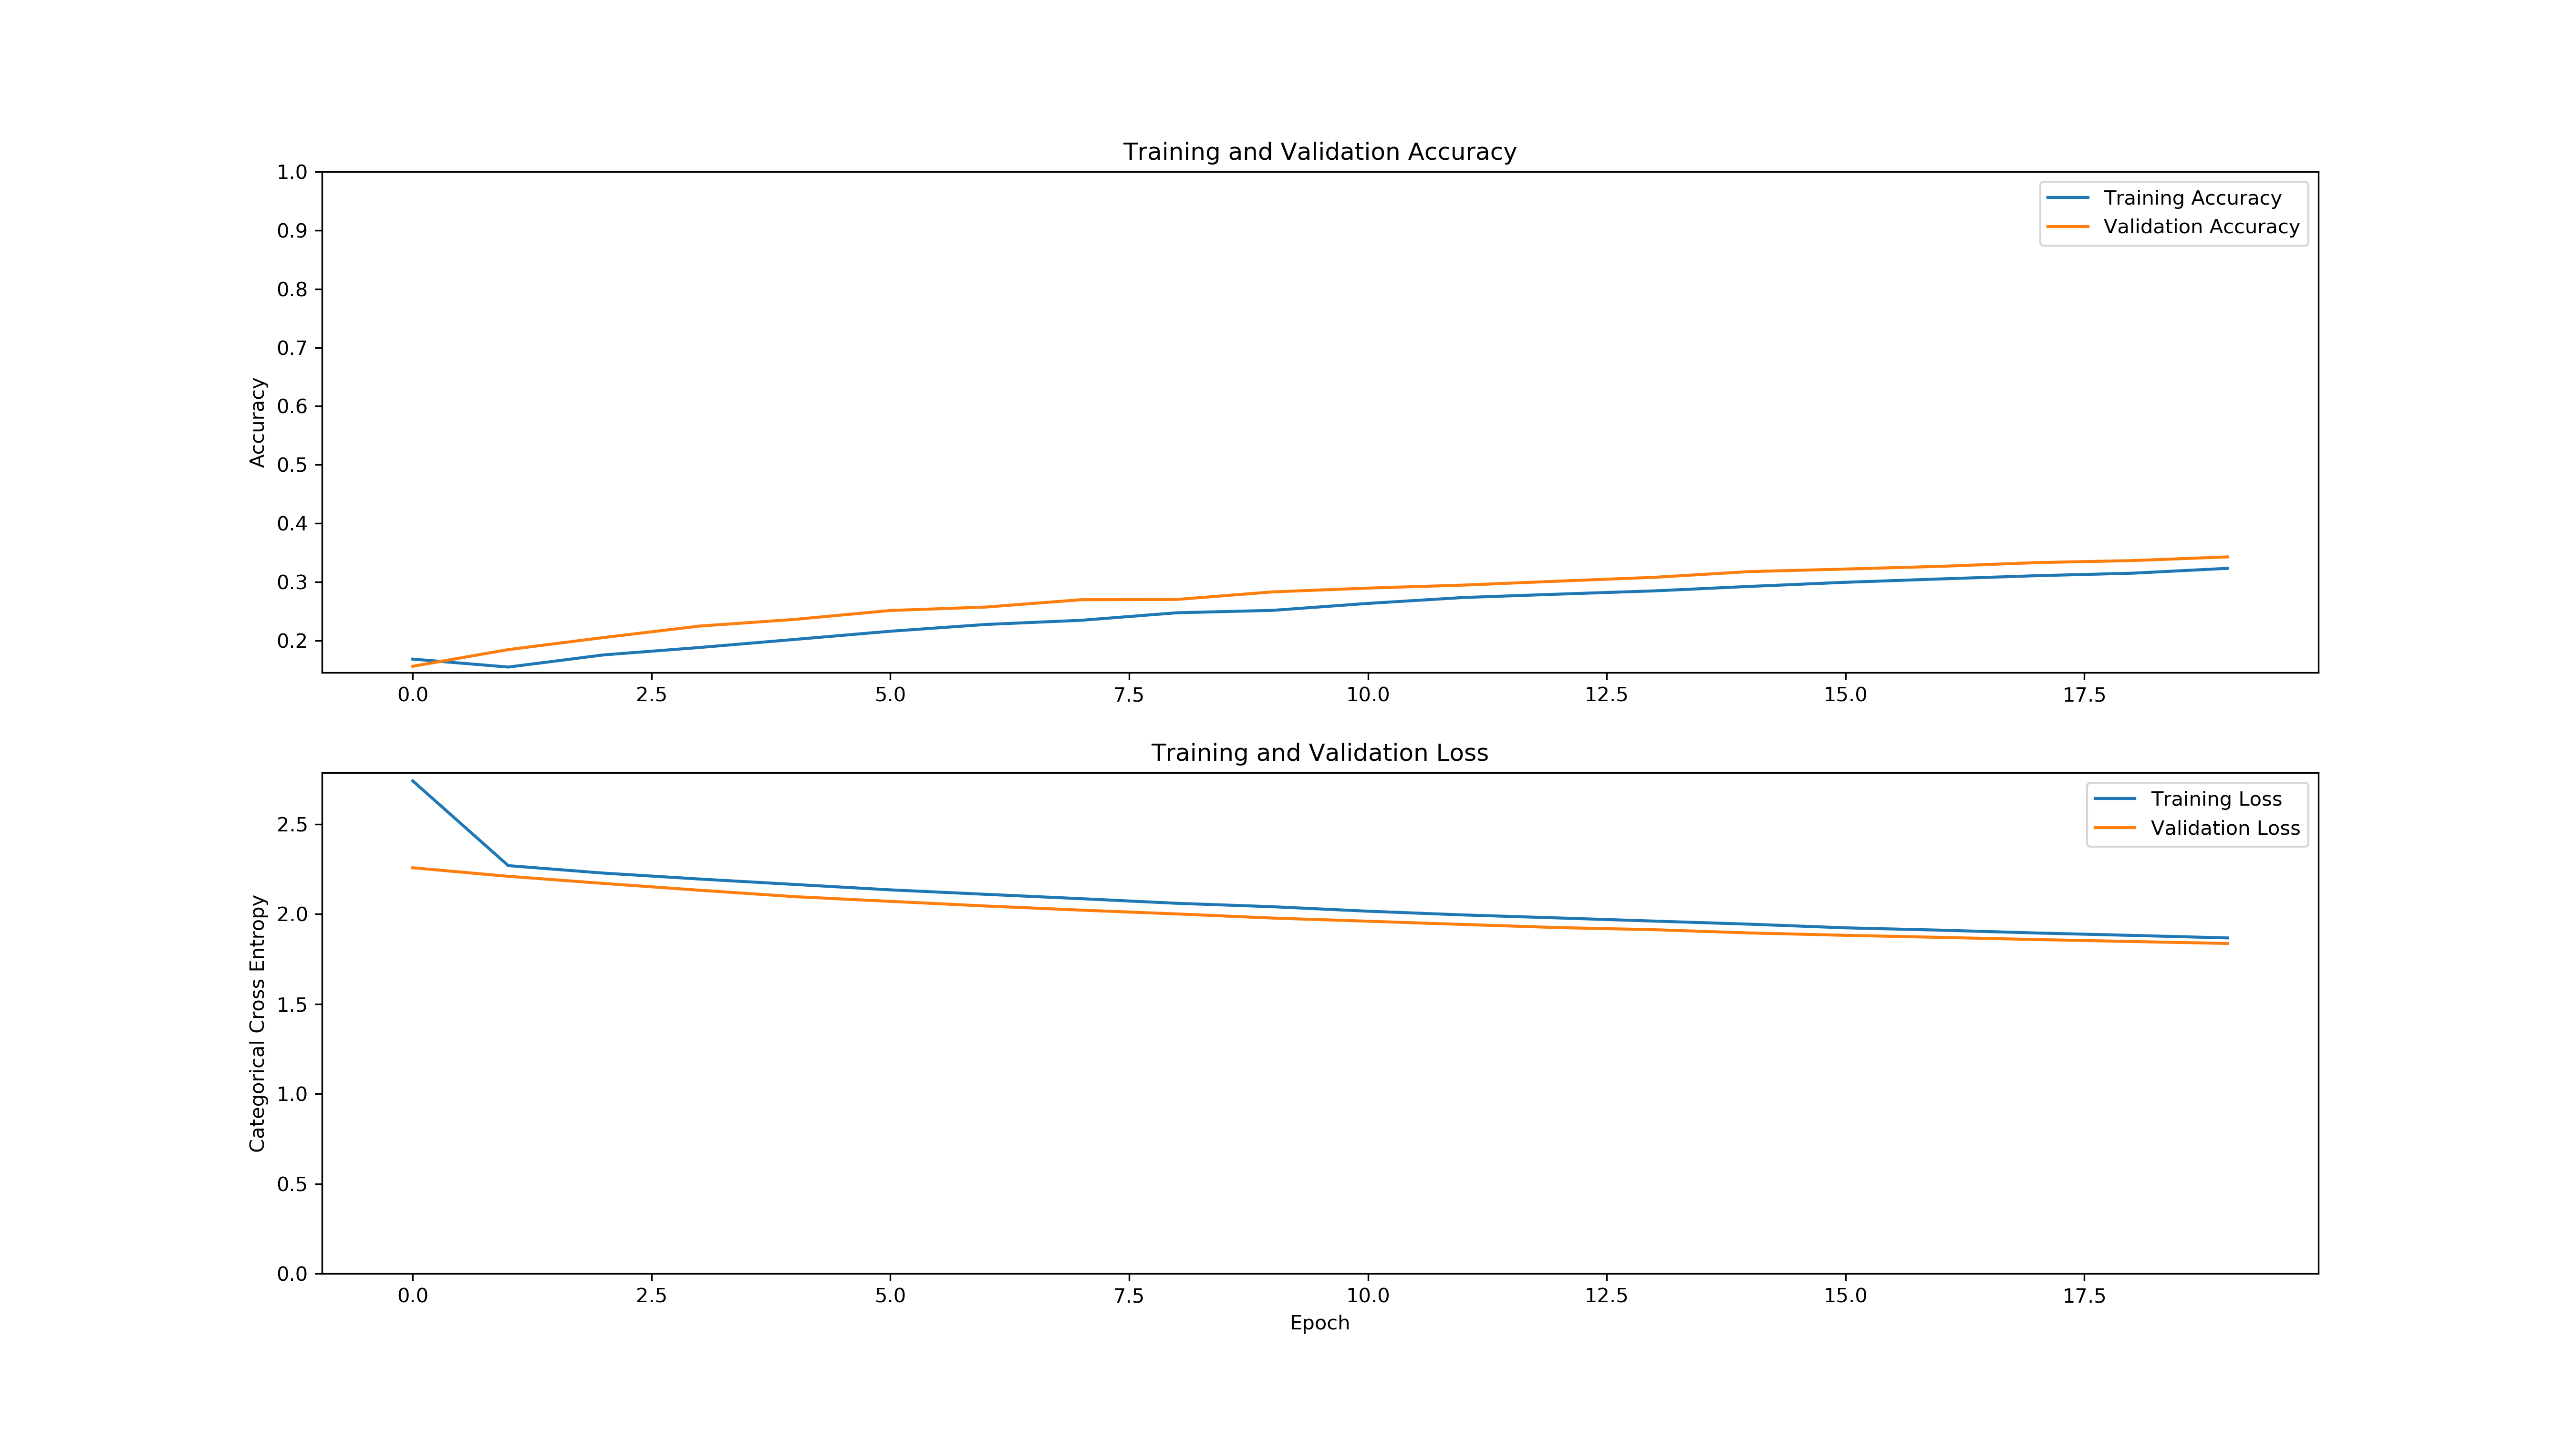 Training and Validation Accuracy
1.0
0.9
0.8
0.7
0.6
0.5
0.4
0.3
0.2
Accuracy
Training Accuracy
Validation Accuracy
0.0 2.5 5.0 7.5 10.0 12.5 15.0 17.5
Training and Validation Loss
2.5
2.0
1.5
1.0
0.5
0.0
Categorical Cross Entropy
Training Loss
Validation Loss
0.0 2.5 5.0 7.5 10.0 12.5 15.0 17.5
Epoch